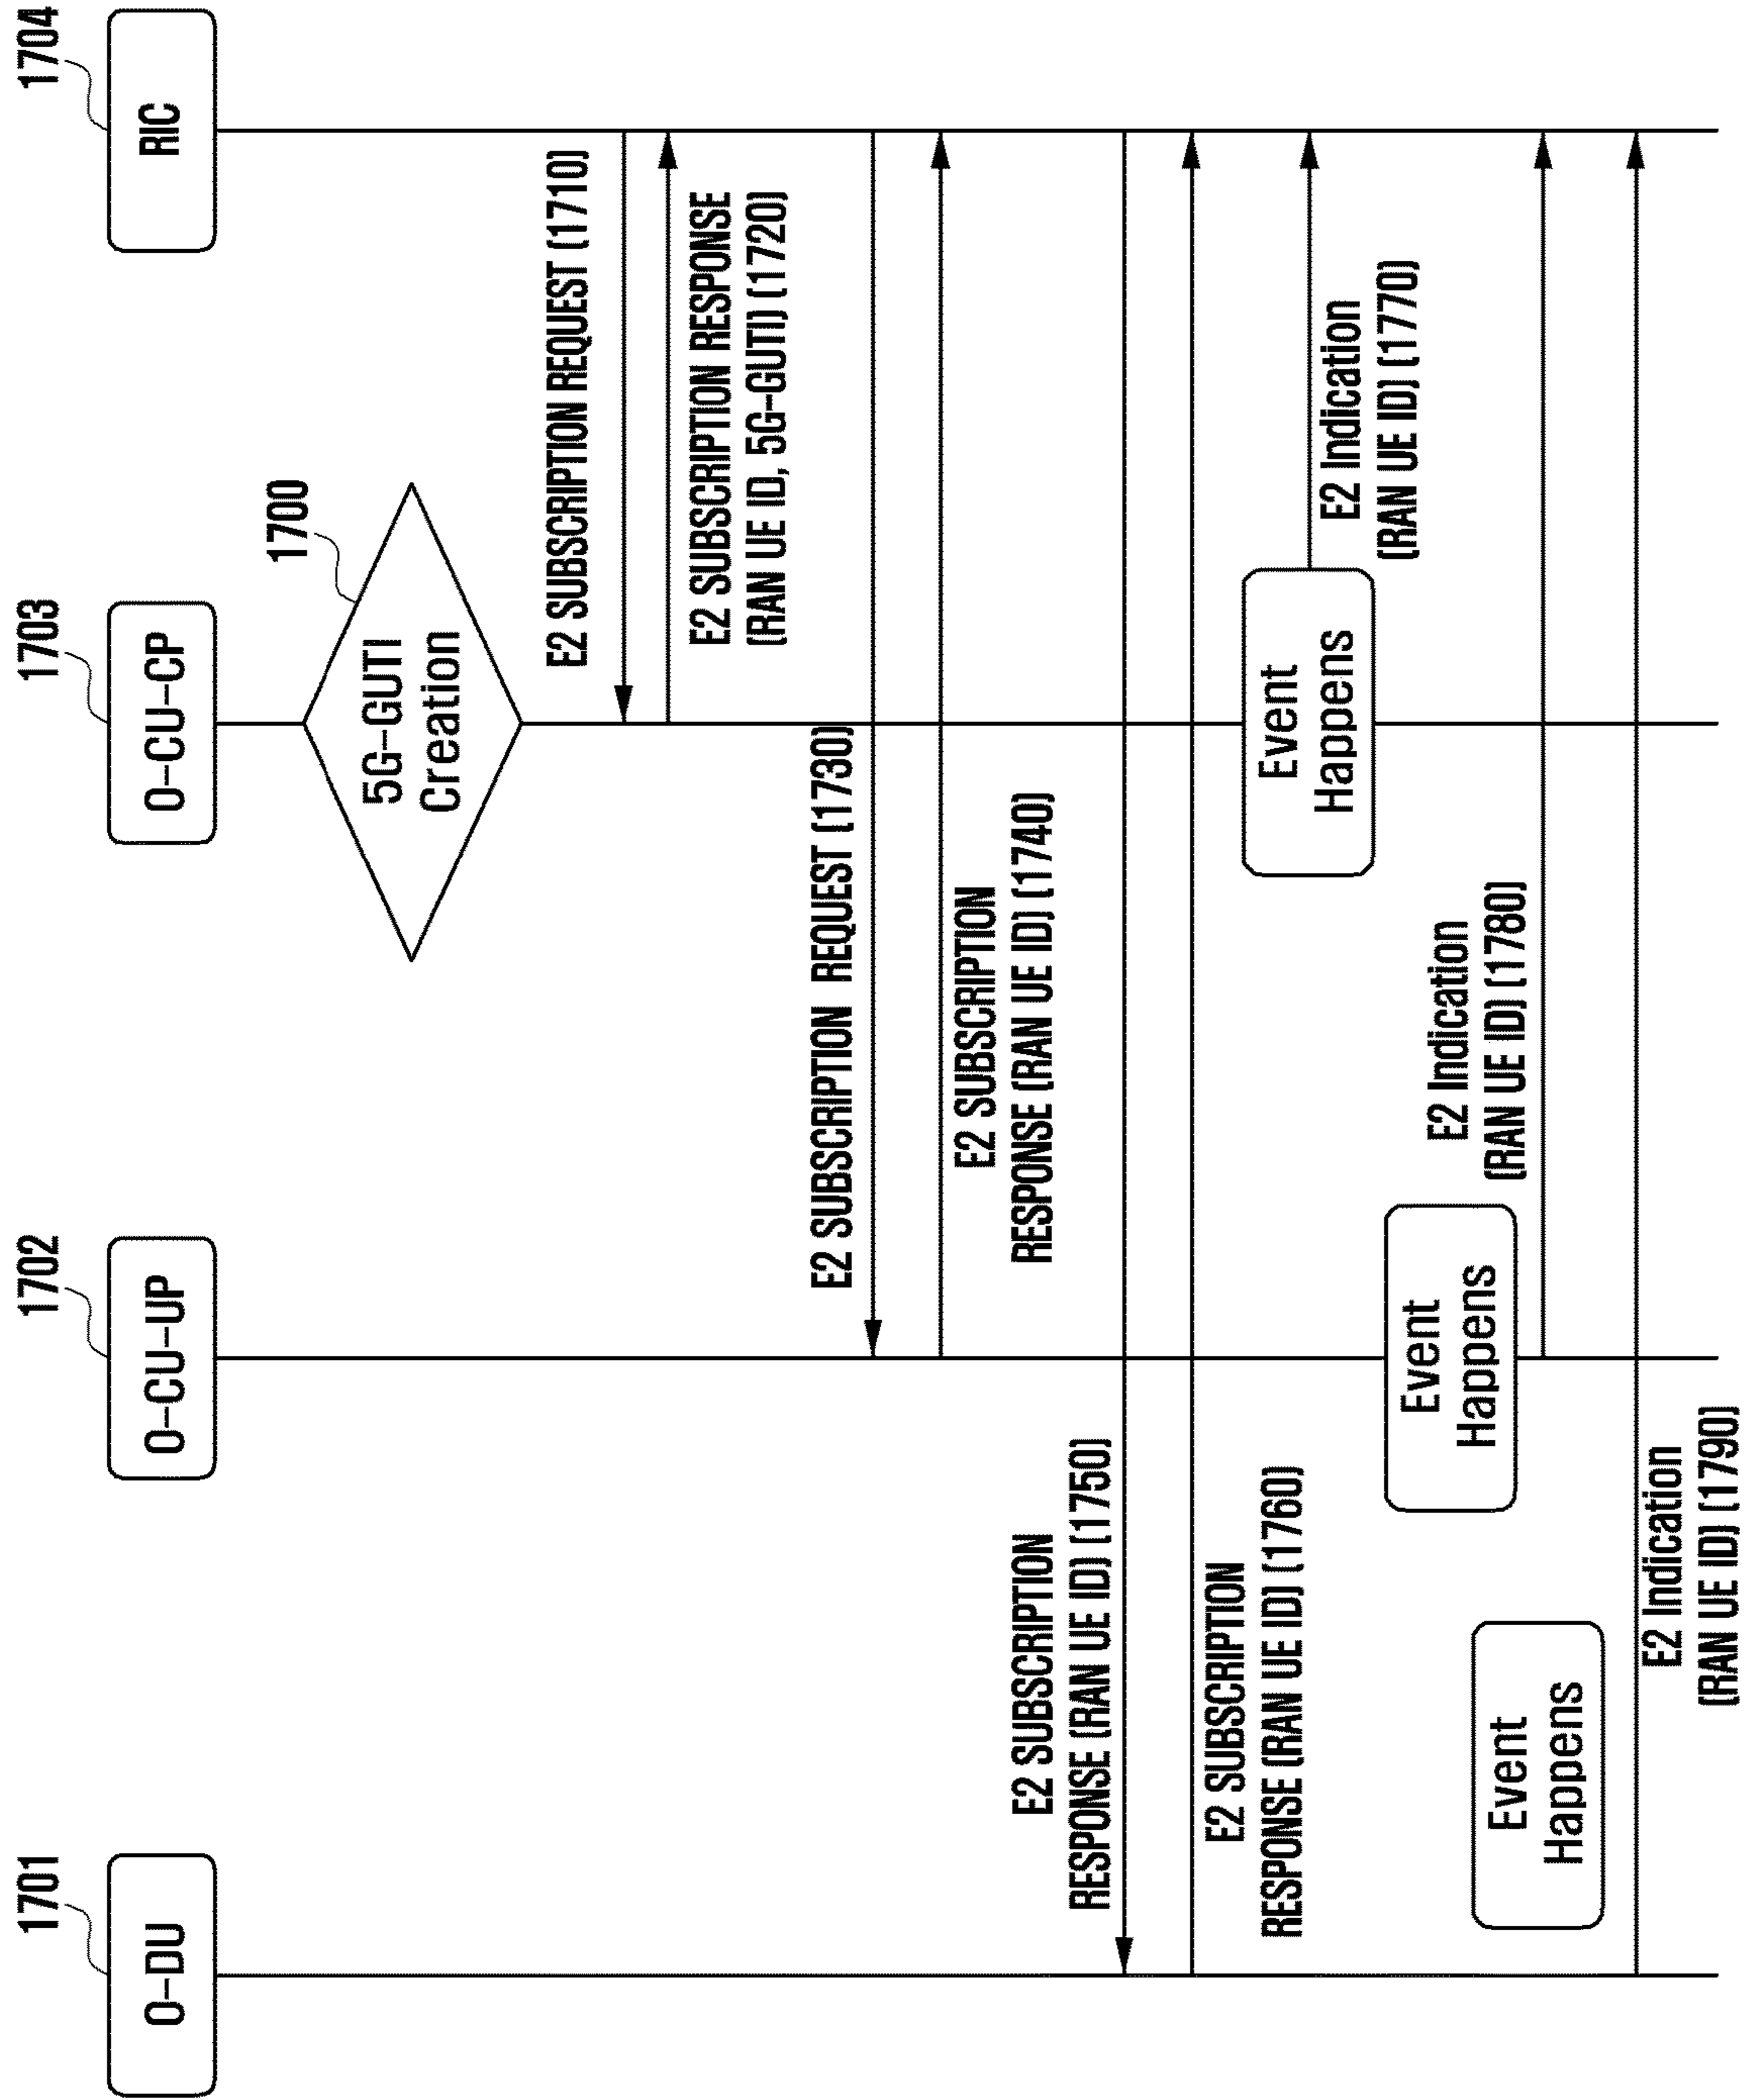 1701
1702
1703
1704
O-DU
O-CU-UP
O-CU-CP
RIC
1700
5G-GUTI
Creation
E2 SUBSCRIPTION REQUEST (1710)
E2 SUBSCRIPTION RESPONSE
(RAN UE ID, 5G-GUTI) (1720)
E2 SUBSCRIPTION REQUEST (1730)
E2 SUBSCRIPTION
RESPONSE (RAN UE ID) (1740)
E2 SUBSCRIPTION
RESPONSE (RAN UE ID) (1750)
E2 SUBSCRIPTION
RESPONSE (RAN UE ID) (1760)
Event
Happens
E2 Indication
(RAN UE ID) (1770)
Event
Happens
E2 Indication
(RAN UE ID) (1780)
Event
Happens
E2 Indication
(RAN UE ID) (1790)